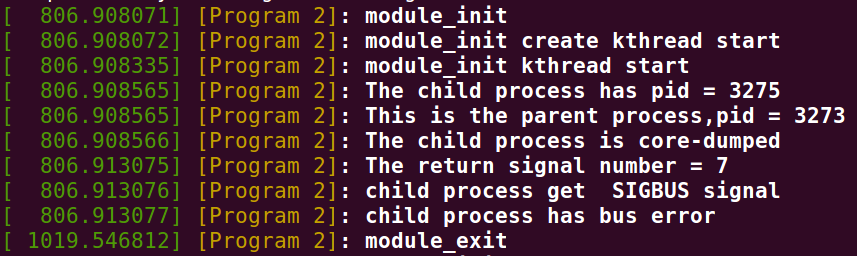 [  806.908071] [Program 2]: module_init
[  806.908072] [Program 2]: module_init create kthread start
[  806.908335] [Program 2]: module_init kthread start
[  806.908565] [Program 2]: The child process has pid = 3275
[  806.908565] [Program 2]: This is the parent process,pid = 3273
[  806.908566] [Program 2]: The child process is core-dumped
[  806.913075] [Program 2]: The return signal number = 7
[  806.913076] [Program 2]: child process get  SIGBUS signal
[  806.913077] [Program 2]: child process has bus error
[ 1019.546812] [Program 2]: module_exit